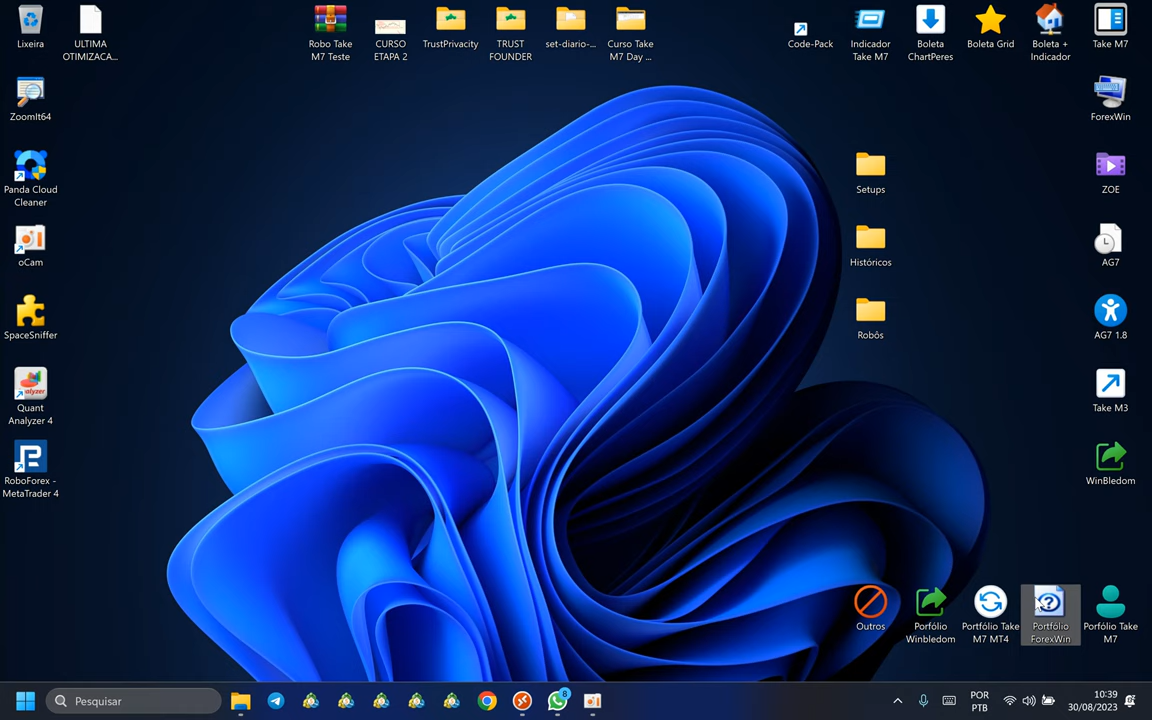 Lixeira
ULTIMA
OTIMIZACA...
Robo Take
M7 Teste
CURSO
ETAPA 2
TrustPrivacity
TRUST
FOUNDER
set-diario-...
Curso Take
M7 Day ...
Code-Pack
Indicador
Take M7
Boleta
ChartPeres
Boleta Grid
Boleta +
Indicador
Take M7
ZoomIt64
ForexWin
Panda Cloud
Cleaner
Setups
ZOE
oCam
Históricos
AG7
SpaceSniffer
Robôs
AG7 1.8
Quant
Analyzer 4
Take M3
RoboForex -
MetaTrader 4
WinBledom
Outros
Porfólio
Winbledom
Portfólio Take
M7 MT4
Portfólio
ForexWin
Porfólio Take
M7
Pesquisar
8
POR
PTB
10:39
30/08/2023